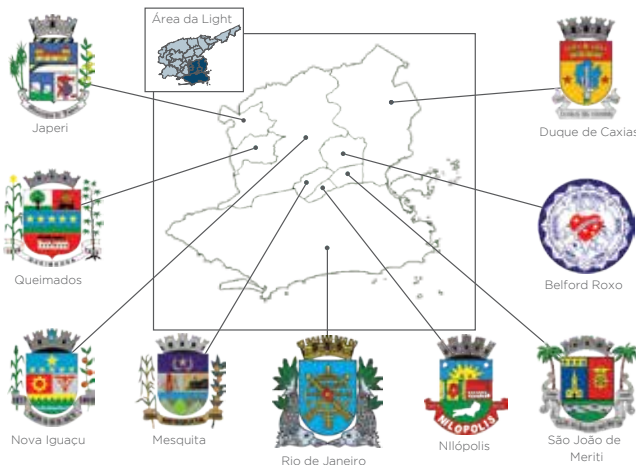 Área da Light
Japeri
Duque de Caxias
Queimados
Belford Roxo
MESQUITA
NILÓPOLIS
Nova Iguaçu
Mesquita
Rio de Janeiro
NIlópolis
São João de
Meriti